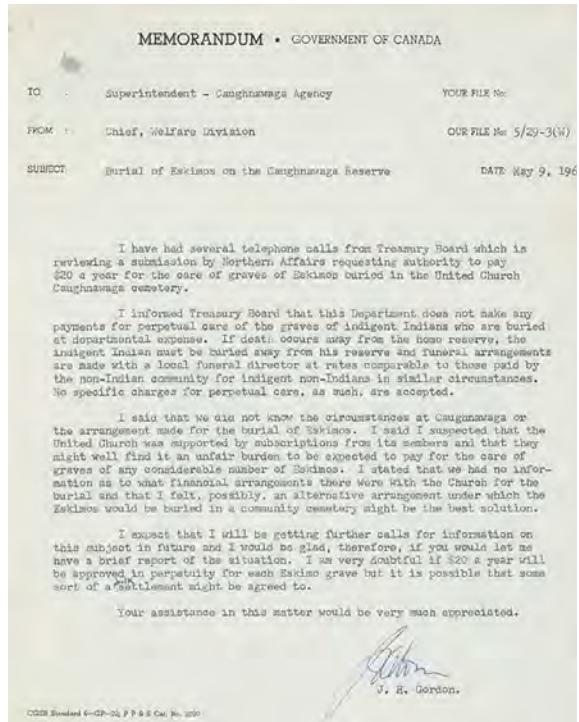 MEMORANDUM • GOVERNMENT OF CANADA
TO : Superintendent - Caughnawaga Agency YOUR FILE No:
FROM : Chief, Welfare Division OUR FILE No: 5/29-3(W)
SUBJECT: Burial of Eskimos on the Caughnawaga Reserve DATE May 9, 196
I have had several telephone calls from Treasury Board which is
reviewing a submission by Northern Affairs requesting authority to pay
$20 a year for the care of graves of Eskimos buried in the United Church
Caughnawaga cemetery.
I informed Treasury Board that this Department does not make any
payments for perpetual care of the graves of indigent Indians who are buried
at departmental expense. If death occurs away from the home reserve, the
indigent Indian must be buried away from his reserve and funeral arrangements
are made with a local funeral director at rates comparable to those paid by
the non-Indian community for indigent non-Indians in similar circumstances.
No specific charges for perpetual care, as such, are accepted.
I said that we did not know the circumstances at Caughnawaga or
the arrangement made for the burial of Eskimos. I said I suspected that the
United Church was supported by subscriptions from its members and that they
might well find it an unfair burden to be expected to pay for the care of
graves of any considerable number of Eskimos. I stated that we had no infor-
mation as to what financial arrangements there were with the Church for the
burial and that I felt, possibly, an alternative arrangement under which the
Eskimos would be buried in a community cemetery might be the best solution.
I expect that I will be getting further calls for information on
this subject in future and I would be glad, therefore, if you would let me
have a brief report of the situation. I am very doubtful if $20 a year will
be approved in perpetuity for each Eskimo grave but it is possible that some
sort of a settlement might be agreed to.
Your assistance in this matter would be very much appreciated.
J. H. Gordon.
CGSB Standard 6-GP-22; P P & S Cat. No.